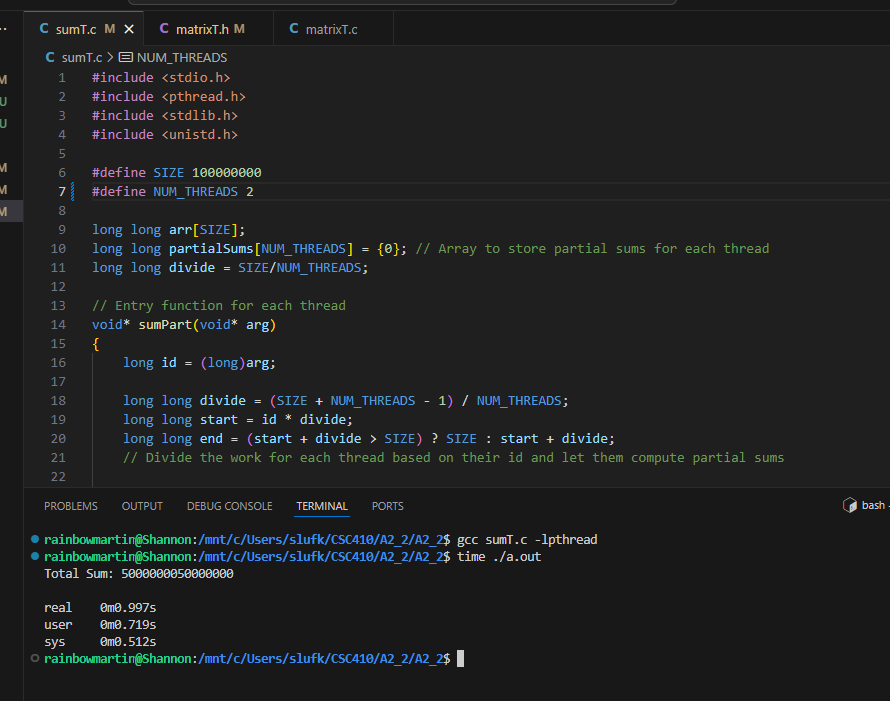 C sumT.c M ✕ C matrixT.h M C matrixT.c
C sumT.c > NUM_THREADS
1 #include <stdio.h>
2 #include <pthread.h>
3 #include <stdlib.h>
4 #include <unistd.h>
5
6 #define SIZE 100000000
7 #define NUM_THREADS 2
8
9 long long arr[SIZE];
10 long long partialSums[NUM_THREADS] = {0}; // Array to store partial sums for each thread
11 long long divide = SIZE/NUM_THREADS;
12
13 // Entry function for each thread
14 void* sumPart(void* arg)
15 {
16     long id = (long)arg;
17
18     long long divide = (SIZE + NUM_THREADS - 1) / NUM_THREADS;
19     long long start = id * divide;
20     long long end = (start + divide > SIZE) ? SIZE : start + divide;
21     // Divide the work for each thread based on their id and let them compute partial sums
22
M
U
U
M
M
M
PROBLEMS OUTPUT DEBUG CONSOLE TERMINAL PORTS bash
rainbowmartin@Shannon:/mnt/c/Users/slufk/CSC410/A2_2/A2_2$ gcc sumT.c -lpthread
rainbowmartin@Shannon:/mnt/c/Users/slufk/CSC410/A2_2/A2_2$ time ./a.out
Total Sum: 5000000050000000
real 0m0.997s
user 0m0.719s
sys 0m0.512s
rainbowmartin@Shannon:/mnt/c/Users/slufk/CSC410/A2_2/A2_2$